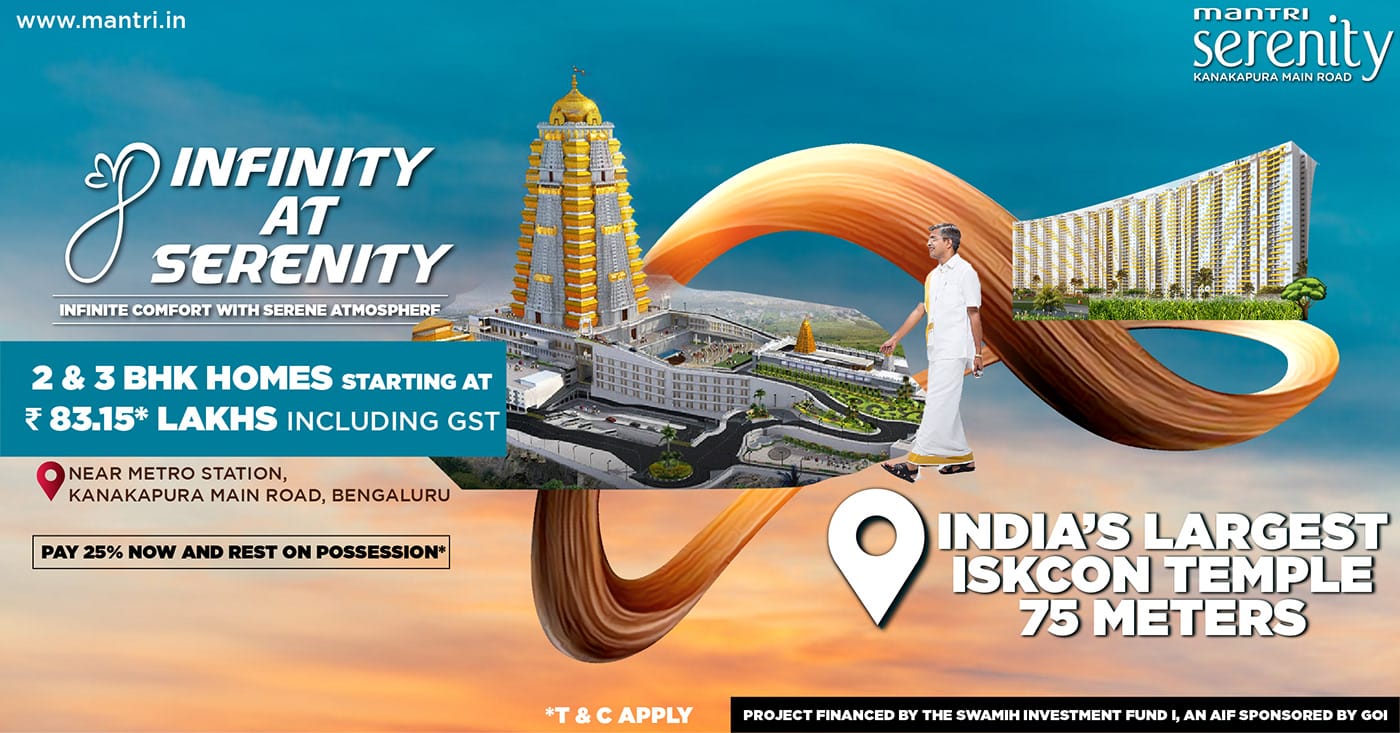 www.mantri.in
manTRI
serenity
KANAKAPURA MAIN ROAD
INFINITY
AT
SERENITY
INFINITE COMFORT WITH SERENE ATMOSPHERE
2 & 3 BHK HOMES STARTING AT
₹ 83.15* LAKHS INCLUDING GST
NEAR METRO STATION,
KANAKAPURA MAIN ROAD, BENGALURU
PAY 25% NOW AND REST ON POSSESSION*
INDIA'S LARGEST
ISKCON TEMPLE
75 METERS
*T & C APPLY
PROJECT FINANCED BY THE SWAMIH INVESTMENT FUND I, AN AIF SPONSORED BY GOI